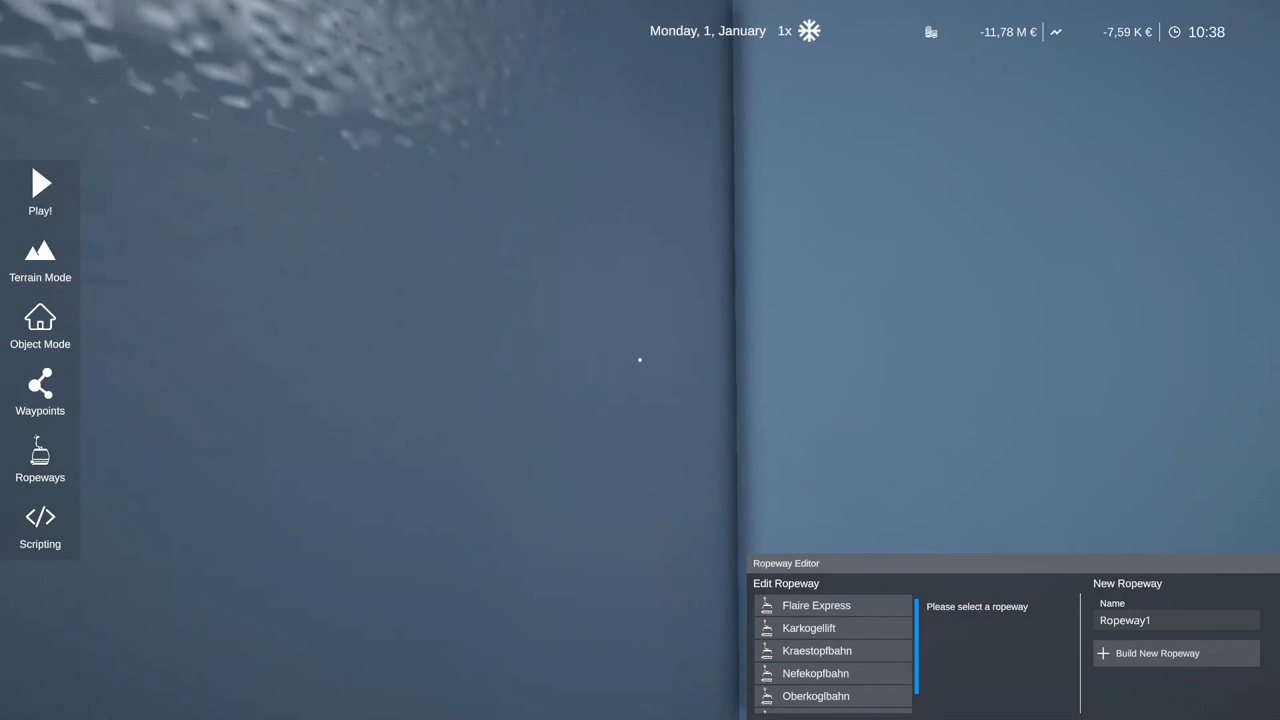 Monday, 1, January 1x -11,78 M € -7,59 K € 10:38
Play!
Terrain Mode
Object Mode
Waypoints
Ropeways
Scripting
Ropeway Editor
Edit Ropeway
Flaire Express
Karkogellift
Kraestopfbahn
Nefekopfbahn
Oberkoglbahn
Please select a ropeway
New Ropeway
Name
Ropeway1
Build New Ropeway